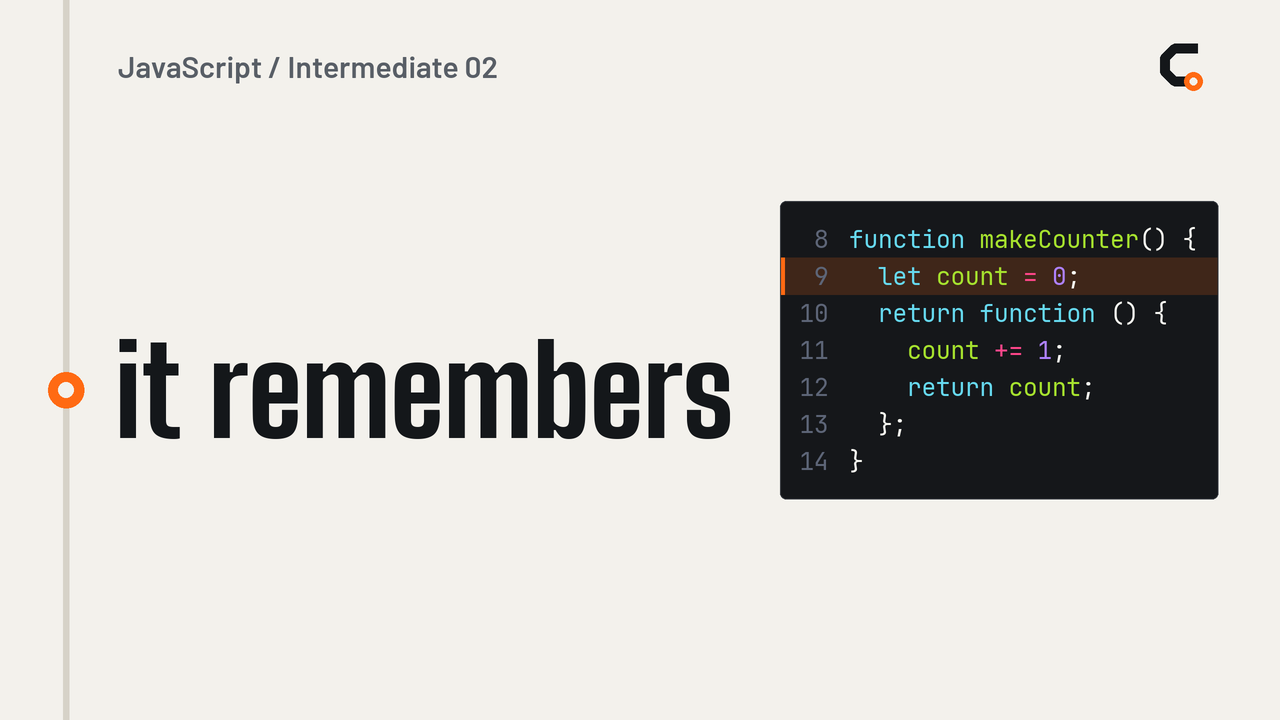 JavaScript / Intermediate 02
it remembers
8 function makeCounter() {
9   let count = 0;
10   return function () {
11     count += 1;
12     return count;
13   };
14 }